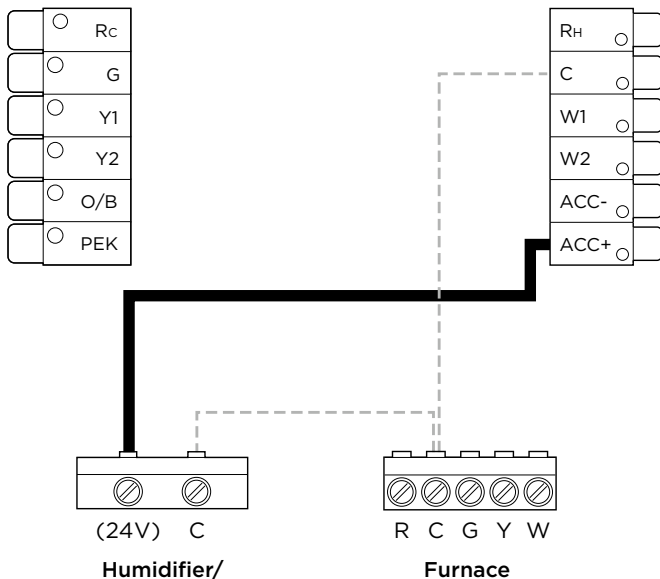 Rc
G
Y1
Y2
O/B
PEK
RH
C
W1
W2
ACC-
ACC+
(24V) C
Humidifier/
R C G Y W
Furnace